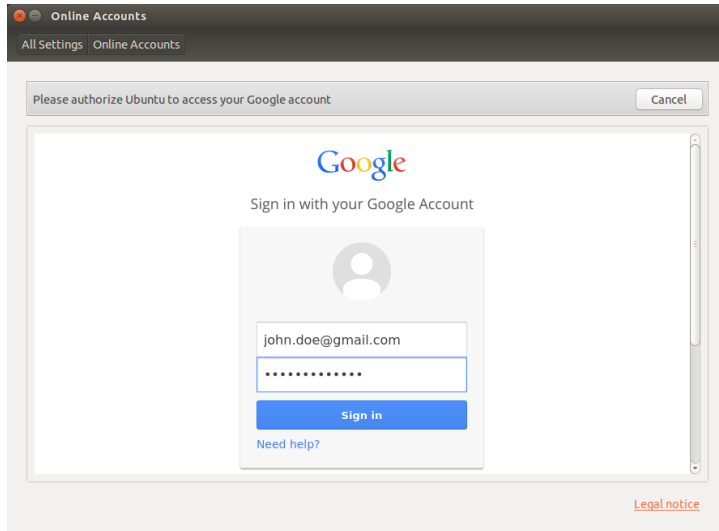 Online Accounts
All Settings Online Accounts
Please authorize Ubuntu to access your Google account Cancel
Google
Sign in with your Google Account
john.doe@gmail.com
•••••••••••••
Sign in
Need help?
Legal notice